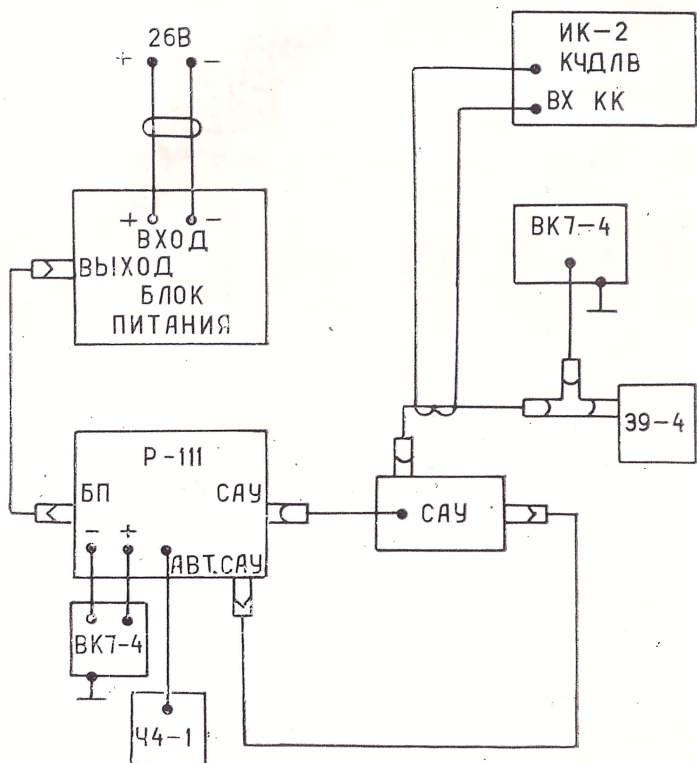 26В
+ −
+ −
ВХОД
ВЫХОД
БЛОК
ПИТАНИЯ
ИК-2
КЧДЛВ
ВХ КК
ВК7-4
Э9-4
Р-111
БП САУ
− +
АВТ.САУ
САУ
ВК7-4
Ч4-1